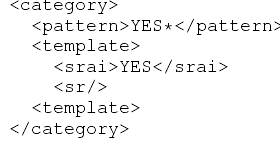 <category>
  <pattern>YES*</pattern>
  <template>
    <srai>YES</srai>
    <sr/>
  <template>
</category>